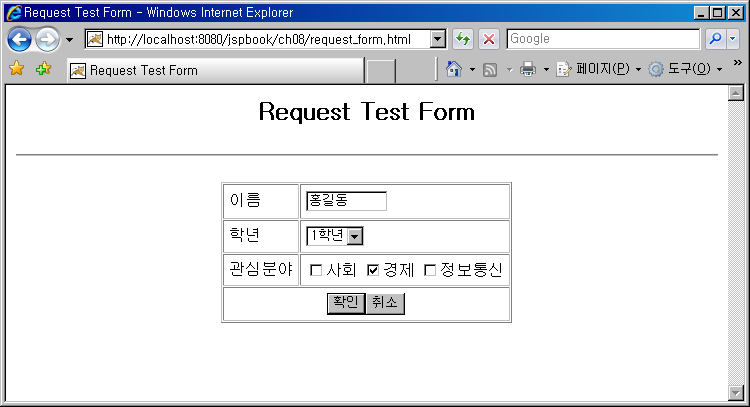 Request Test Form - Windows Internet Explorer
http://localhost:8080/jspbook/ch08/request_form.html
Google
Request Test Form
페이지(P)
도구(O)
»
Request Test Form
이름 홍길동
학년 1학년
관심분야 사회 경제 정보통신
확인 취소